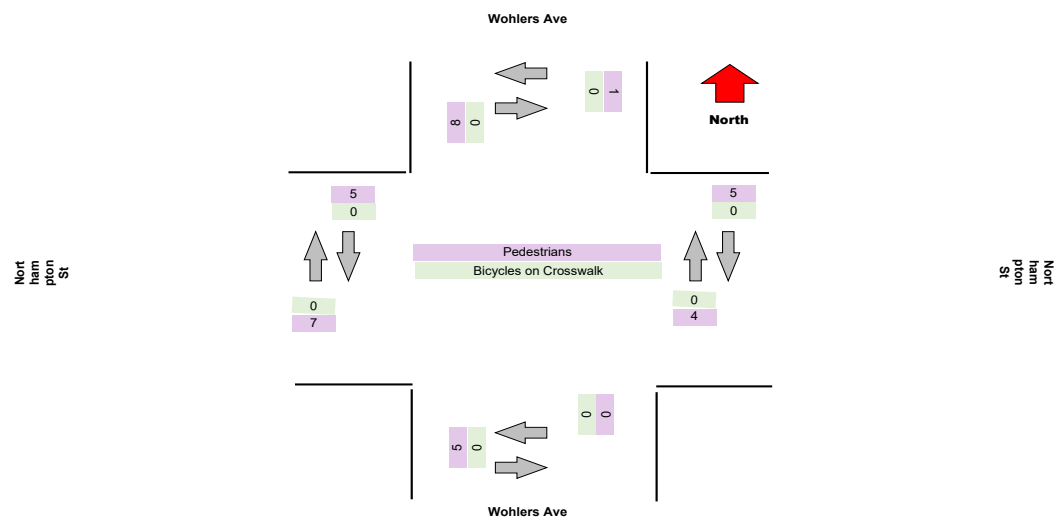 Wohlers Ave
0 1
8 0
North
5
0
5
0
Pedestrians
Bicycles on Crosswalk
Nort
ham
pton
St
Nort
ham
pton
St
0
7
0
4
0 0
5 0
Wohlers Ave